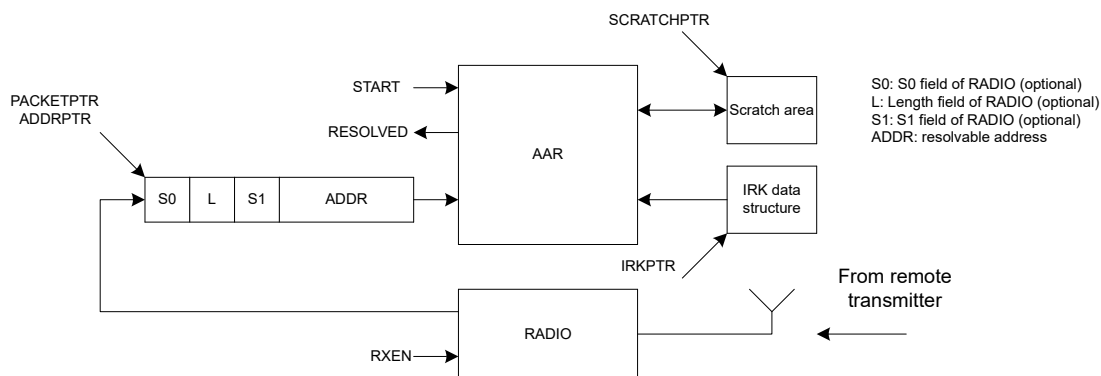 SCRATCHPTR
START
PACKETPTR
ADDRPTR
RESOLVED
AAR
Scratch area
S0: S0 field of RADIO (optional)
L: Length field of RADIO (optional)
S1: S1 field of RADIO (optional)
ADDR: resolvable address
S0
L
S1
ADDR
IRK data
structure
IRKPTR
From remote
transmitter
RADIO
RXEN